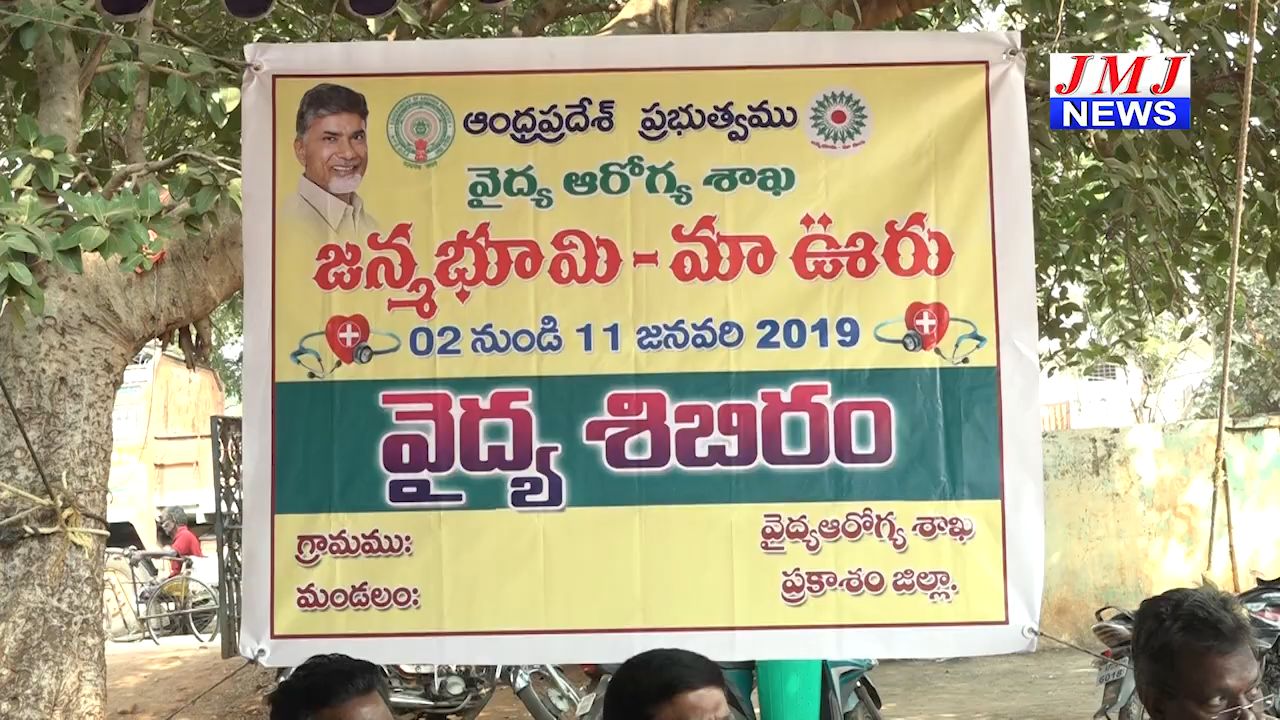 JMJ
NEWS
ఆంధ్రప్రదేశ్ ప్రభుత్వము
వైద్య ఆరోగ్య శాఖ
జన్మభూమి - మా ఊరు
02 నుండి 11 జనవరి 2019
వైద్య శిబిరం
గ్రామము:
మండలం:
వైద్యఆరోగ్య శాఖ
ప్రకాశం జిల్లా.